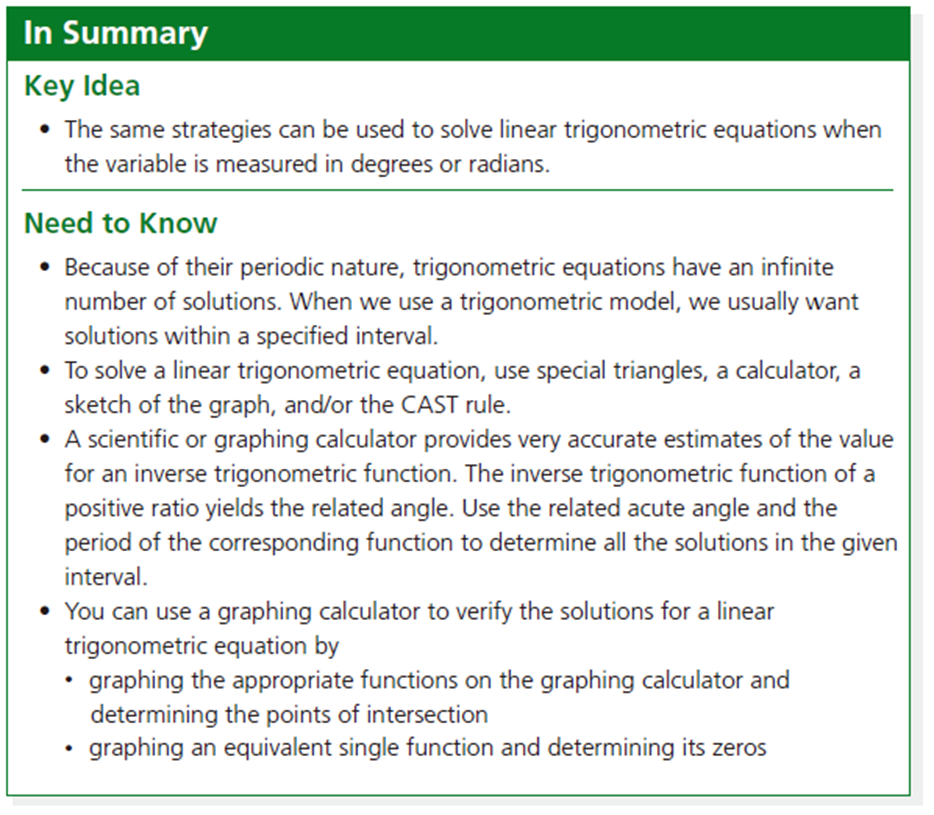 In Summary
Key Idea
• The same strategies can be used to solve linear trigonometric equations when
the variable is measured in degrees or radians.
Need to Know
• Because of their periodic nature, trigonometric equations have an infinite
number of solutions. When we use a trigonometric model, we usually want
solutions within a specified interval.
• To solve a linear trigonometric equation, use special triangles, a calculator, a
sketch of the graph, and/or the CAST rule.
• A scientific or graphing calculator provides very accurate estimates of the value
for an inverse trigonometric function. The inverse trigonometric function of a
positive ratio yields the related angle. Use the related acute angle and the
period of the corresponding function to determine all the solutions in the given
interval.
• You can use a graphing calculator to verify the solutions for a linear
trigonometric equation by
• graphing the appropriate functions on the graphing calculator and
determining the points of intersection
• graphing an equivalent single function and determining its zeros